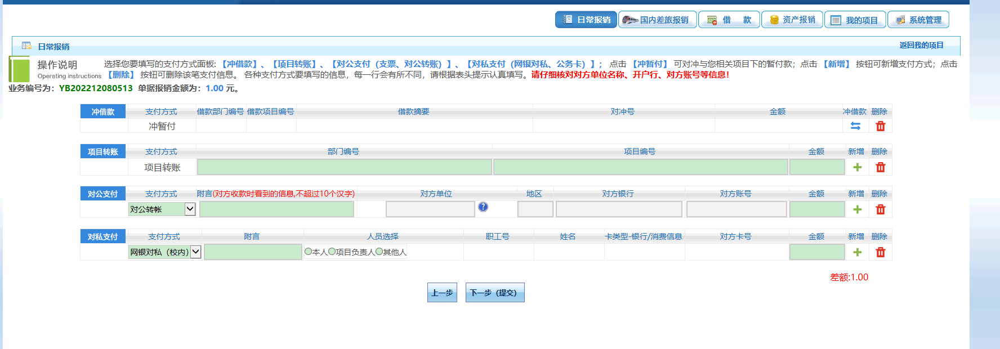 日常报销 国内差旅报销 借 款 资产报销 我的项目 系统管理
日常报销 返回我的项目
操作说明 选择您要填写的支付方式面板:【冲借款】、【项目转账】、【对公支付（支票、对公转账）】、【对私支付（网银对私、公务卡）】； 点击 【冲暂付】 可对冲与您相关项目下的暂付款；点击 【新增】 按钮可新增支付方式；点击
Operating instructions 【删除】 按钮可删除该笔支付信息。 各种支付方式要填写的信息，每一行会有所不同，请根据表头提示认真填写。请仔细核对对方单位名称、开户行、对方账号等信息！
业务编号为：YB202212080513 单据报销金额为：1.00 元。
冲借款 支付方式 借款部门编号 借款项目编号 借款摘要 对冲号 金额 冲借款 删除
冲暂付
项目转账 支付方式 部门编号 项目编号 金额 新增 删除
项目转账
对公支付 支付方式 附言(对方收款时看到的信息,不超过10个汉字) 对方单位 地区 对方银行 对方账号 金额 新增 删除
对公转帐
对私支付 支付方式 附言 人员选择 职工号 姓名 卡类型-银行/消费信息 对方卡号 金额 新增 删除
网银对私（校内） 本人 项目负责人 其他人
差额:1.00
上一步 下一步（提交）